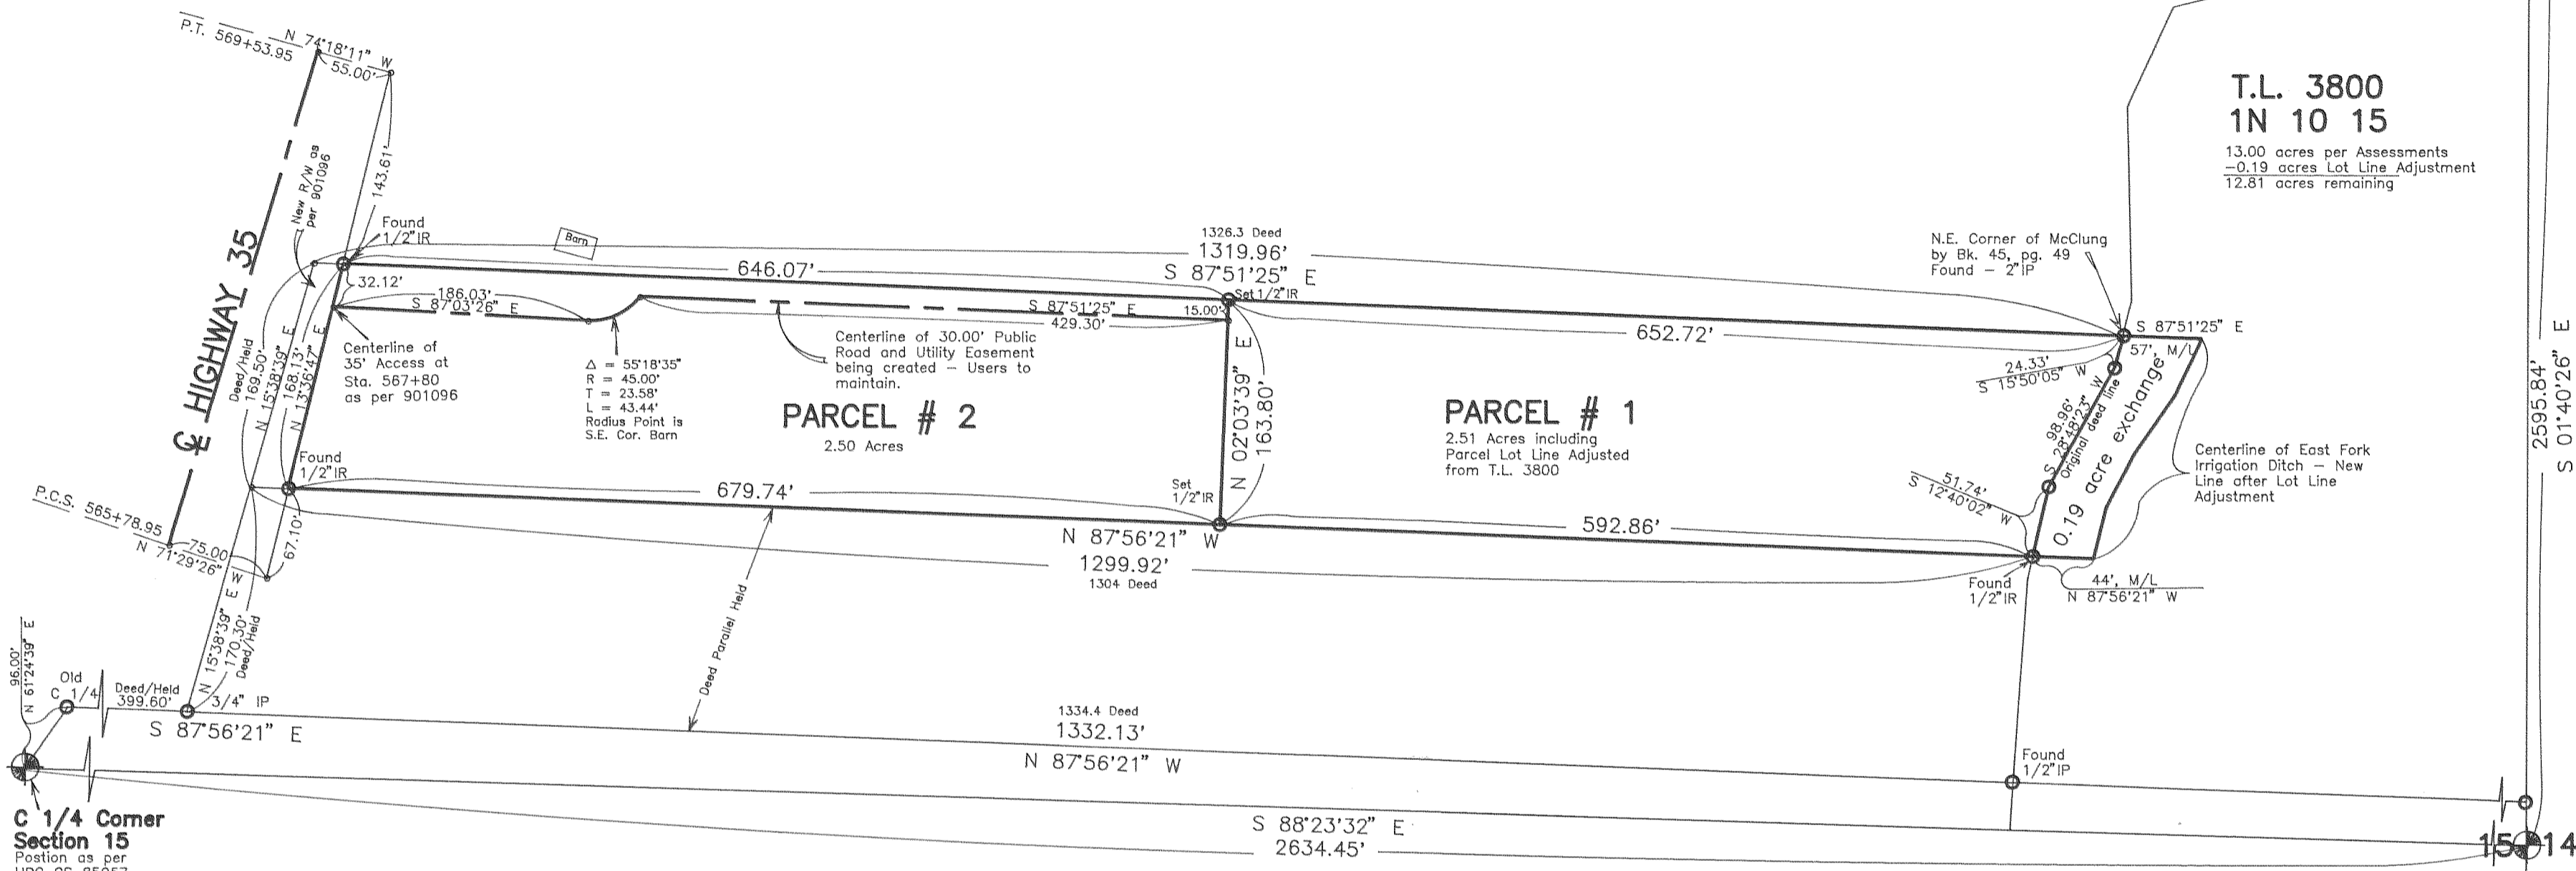 P.T. 569+53.95
N 74°18'11" W
55.00'
143.61'
New R/W as
per 901096
℄ HIGHWAY 35
Found
1/2"IR
Barn
1326.3 Deed
1319.96'
S 87°51'25" E
646.07'
32.12'
186.03'
S 87°03'26" E
Set 1/2"IR
S 87°51'25" E
15.00'
429.30'
652.72'
Deed/Held
169.50'
N 15°38'39" E
168.13'
N 13°36'47" E
Centerline of
35' Access at
Sta. 567+80
as per 901096
Δ = 55°18'35"
R = 45.00'
T = 23.58'
L = 43.44'
Radius Point is
S.E. Cor. Barn
Centerline of 30.00' Public
Road and Utility Easement
being created – Users to
maintain.
PARCEL # 2
2.50 Acres
N 02°03'39" E
163.80'
PARCEL # 1
2.51 Acres including
Parcel Lot Line Adjusted
from T.L. 3800
T.L. 3800
1N 10 15
13.00 acres per Assessments
-0.19 acres Lot Line Adjustment
12.81 acres remaining
N.E. Corner of McClung
by Bk. 45, pg. 49
Found – 2"IP
S 87°51'25" E
57', M/L
24.33'
S 15°50'05" W
98.96'
S 28°48'23" W
Original deed line
0.19 acre exchange
51.74'
S 12°40'02" W
Centerline of East Fork
Irrigation Ditch – New
Line after Lot Line
Adjustment
2595.84'
S 01°40'26" E
Found
1/2"IR
679.74'
Set
1/2"IR
592.86'
N 87°56'21" W
1299.92'
1304 Deed
Found
1/2"IR
44', M/L
N 87°56'21" W
P.C.S. 565+78.95
75.00
N 71°29'26" W
67.10'
N 15°38'39" E
170.30'
Deed/Held
Deed Parallel Held
96.00'
N 61°24'39" E
Old
C 1/4
Deed/Held
399.60'
3/4" IP
S 87°56'21" E
1334.4 Deed
1332.13'
N 87°56'21" W
Found
1/2"IP
C 1/4 Corner
Section 15
Postion as per
S 88°23'32" E
2634.45'
15 14